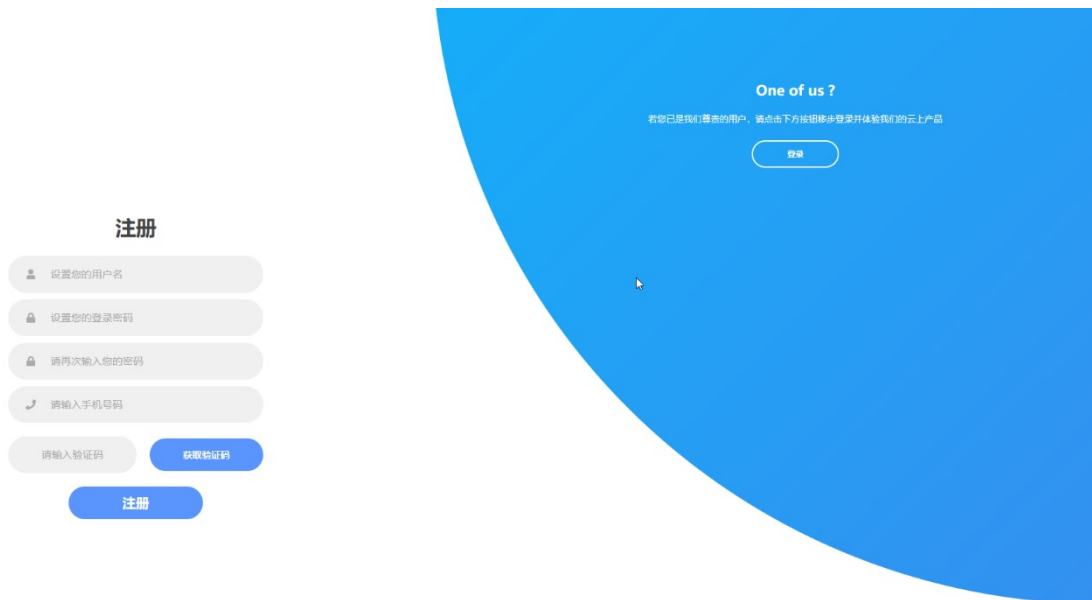 One of us ?
若您已是我们尊贵的用户，请点击下方按钮移步登录并体验我们的云上产品
登录
注册
设置您的用户名
设置您的登录密码
请再次输入您的密码
请输入手机号码
请输入验证码 获取验证码
注册